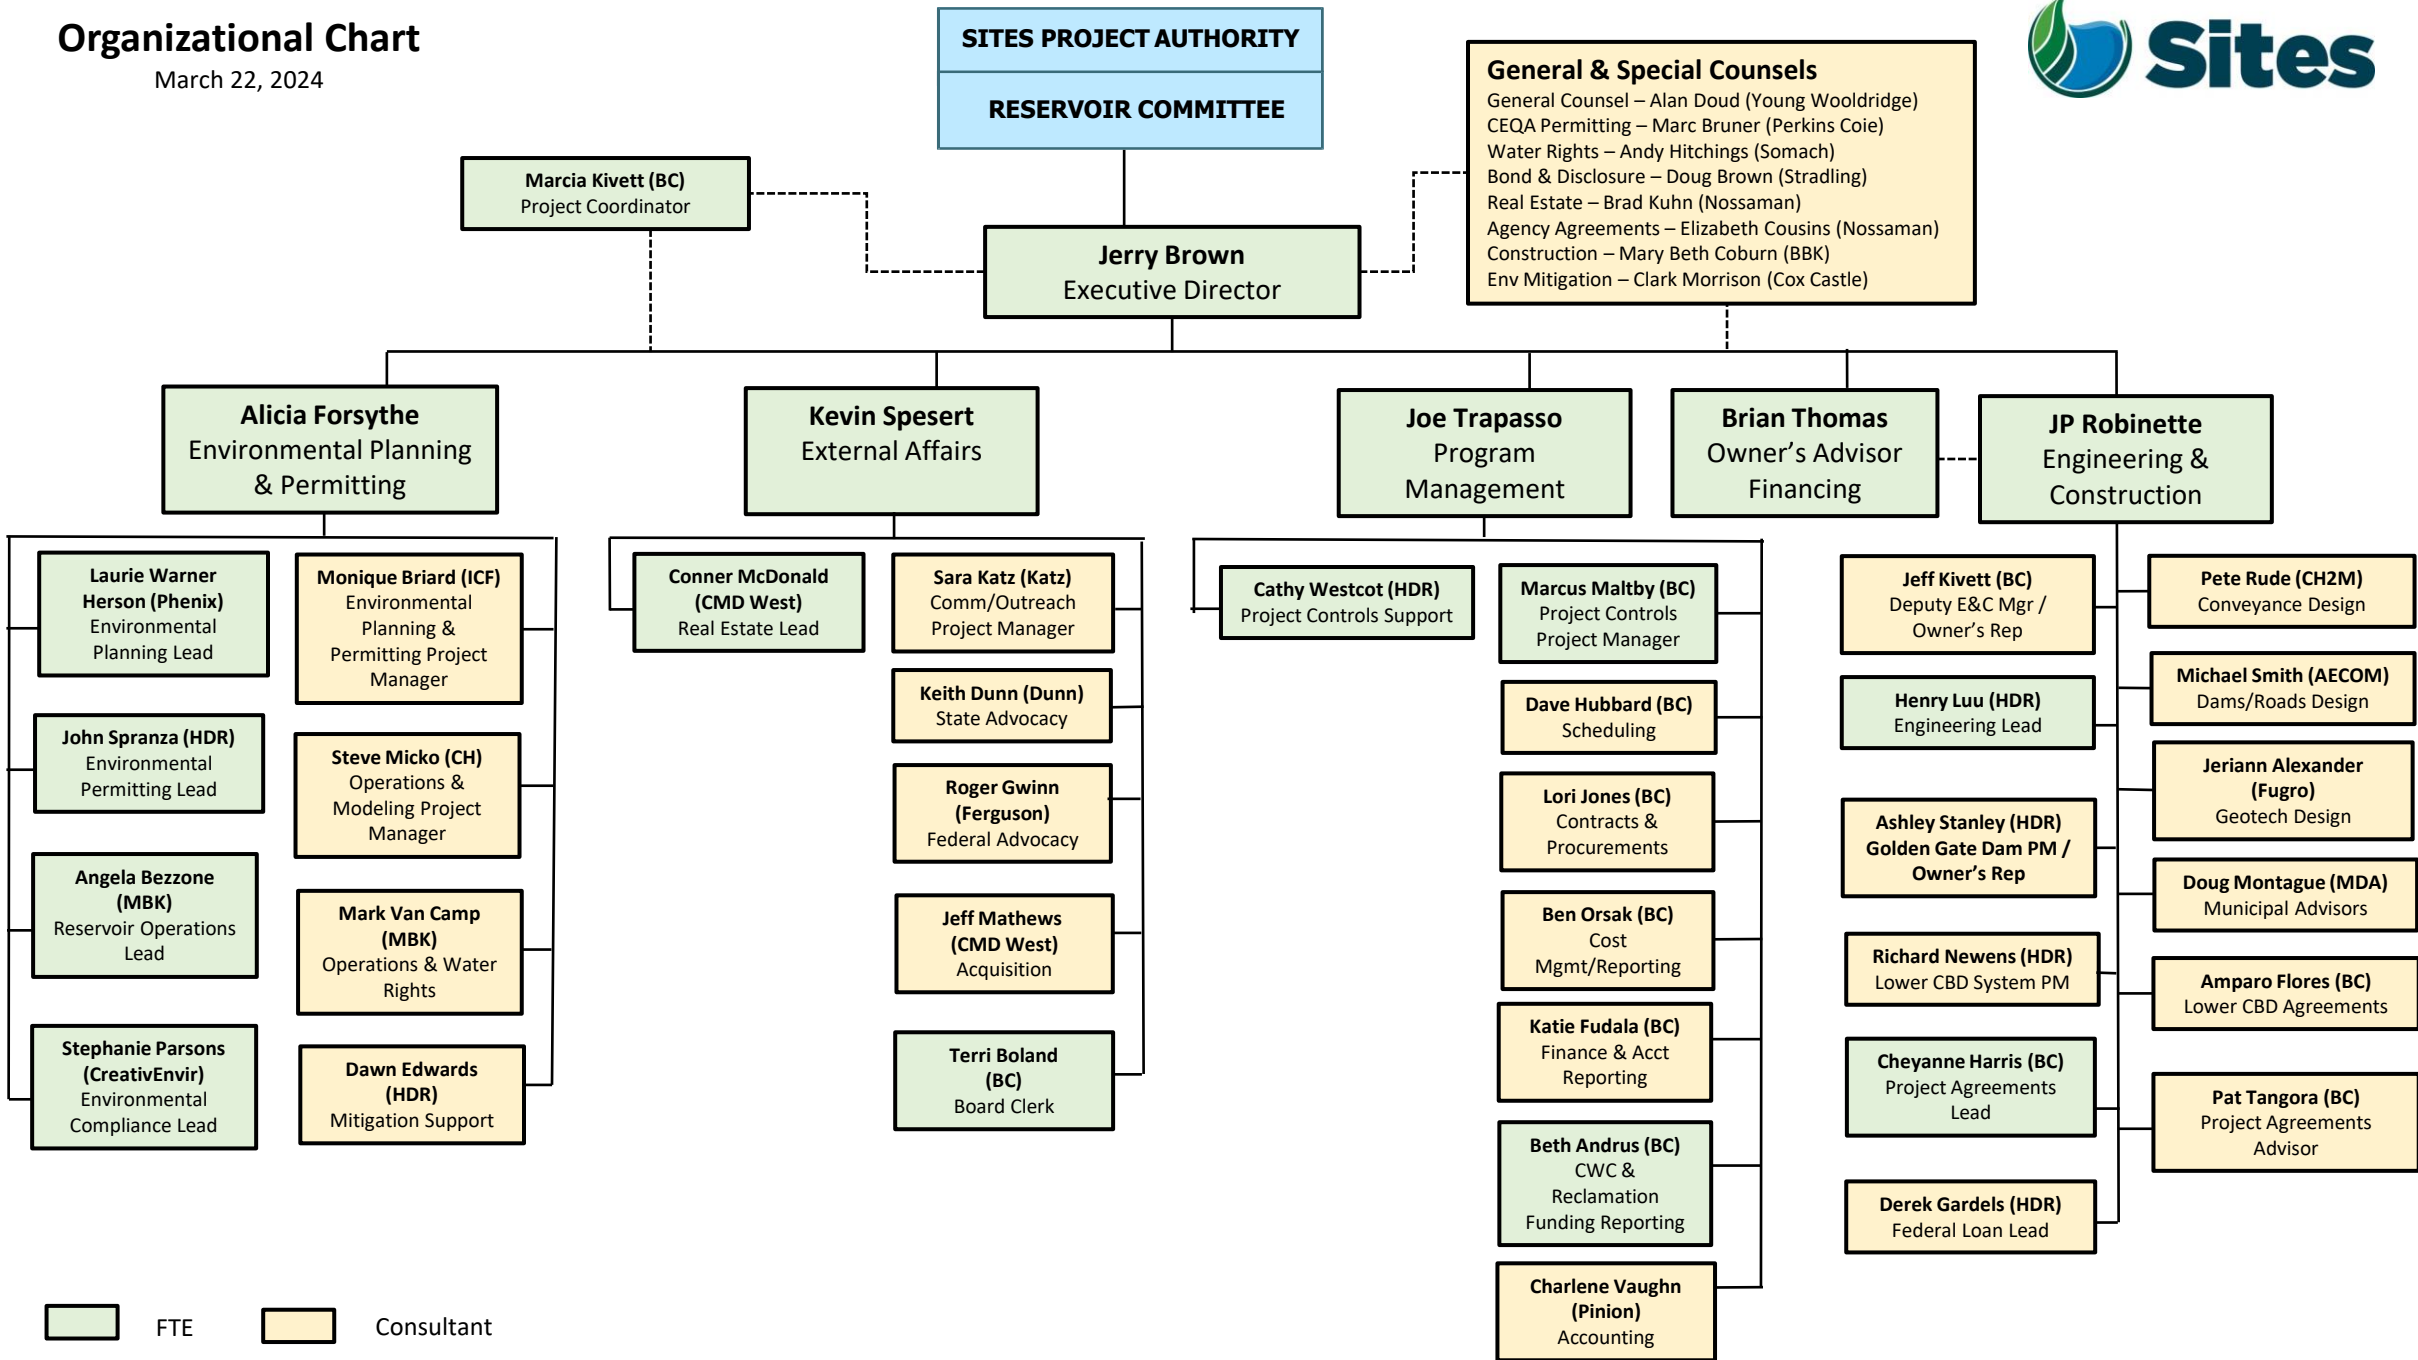 Organizational Chart
March 22, 2024
SITES PROJECT AUTHORITY
RESERVOIR COMMITTEE
Sites
General & Special Counsels
General Counsel – Alan Doud (Young Wooldridge)
CEQA Permitting – Marc Bruner (Perkins Coie)
Water Rights – Andy Hitchings (Somach)
Bond & Disclosure – Doug Brown (Stradling)
Real Estate – Brad Kuhn (Nossaman)
Agency Agreements – Elizabeth Cousins (Nossaman)
Construction – Mary Beth Coburn (BBK)
Env Mitigation – Clark Morrison (Cox Castle)
Marcia Kivett (BC)
Project Coordinator
Jerry Brown
Executive Director
Alicia Forsythe
Environmental Planning
& Permitting
Kevin Spesert
External Affairs
Joe Trapasso
Program
Management
Brian Thomas
Owner’s Advisor
Financing
JP Robinette
Engineering &
Construction
Laurie Warner
Herson (Phenix)
Environmental
Planning Lead
John Spranza (HDR)
Environmental
Permitting Lead
Angela Bezzone
(MBK)
Reservoir Operations
Lead
Stephanie Parsons
(CreativEnvir)
Environmental
Compliance Lead
Monique Briard (ICF)
Environmental
Planning &
Permitting Project
Manager
Steve Micko (CH)
Operations &
Modeling Project
Manager
Mark Van Camp
(MBK)
Operations & Water
Rights
Dawn Edwards
(HDR)
Mitigation Support
Conner McDonald
(CMD West)
Real Estate Lead
Sara Katz (Katz)
Comm/Outreach
Project Manager
Keith Dunn (Dunn)
State Advocacy
Roger Gwinn
(Ferguson)
Federal Advocacy
Jeff Mathews
(CMD West)
Acquisition
Terri Boland
(BC)
Board Clerk
Cathy Westcot (HDR)
Project Controls Support
Marcus Maltby (BC)
Project Controls
Project Manager
Dave Hubbard (BC)
Scheduling
Lori Jones (BC)
Contracts &
Procurements
Ben Orsak (BC)
Cost
Mgmt/Reporting
Katie Fudala (BC)
Finance & Acct
Reporting
Beth Andrus (BC)
CWC &
Reclamation
Funding Reporting
Charlene Vaughn
(Pinion)
Accounting
Jeff Kivett (BC)
Deputy E&C Mgr /
Owner’s Rep
Henry Luu (HDR)
Engineering Lead
Ashley Stanley (HDR)
Golden Gate Dam PM /
Owner’s Rep
Richard Newens (HDR)
Lower CBD System PM
Cheyanne Harris (BC)
Project Agreements
Lead
Derek Gardels (HDR)
Federal Loan Lead
Pete Rude (CH2M)
Conveyance Design
Michael Smith (AECOM)
Dams/Roads Design
Jeriann Alexander
(Fugro)
Geotech Design
Doug Montague (MDA)
Municipal Advisors
Amparo Flores (BC)
Lower CBD Agreements
Pat Tangora (BC)
Project Agreements
Advisor
FTE
Consultant